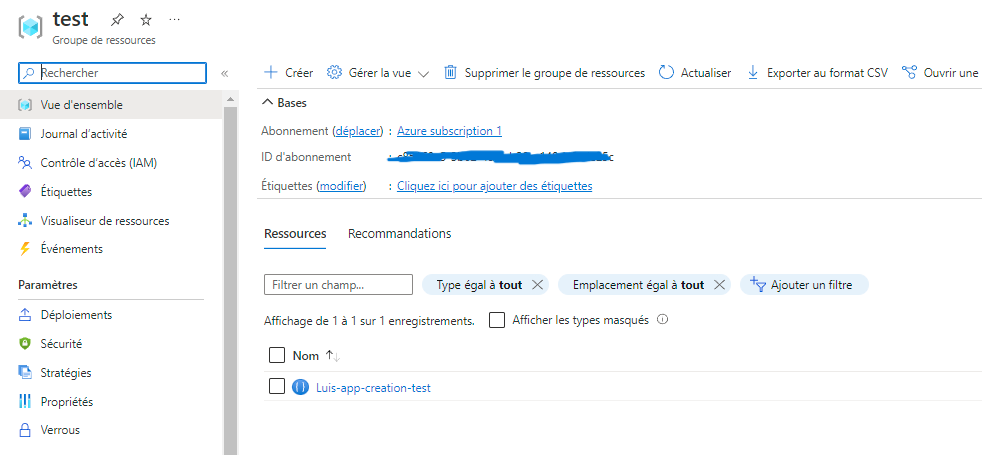 test
Groupe de ressources
Rechercher
«
Créer
Gérer la vue
Supprimer le groupe de ressources
Actualiser
Exporter au format CSV
Ouvrir une
Vue d'ensemble
Journal d'activité
Contrôle d'accès (IAM)
Étiquettes
Visualiseur de ressources
Événements
Paramètres
Déploiements
Sécurité
Stratégies
Propriétés
Verrous
Bases
Abonnement (déplacer) : Azure subscription 1
ID d'abonnement
Étiquettes (modifier) : Cliquez ici pour ajouter des étiquettes
Ressources Recommandations
Filtrer un champ...
Type égal à tout
Emplacement égal à tout
Ajouter un filtre
Affichage de 1 à 1 sur 1 enregistrements.
Afficher les types masqués
Nom
Luis-app-creation-test